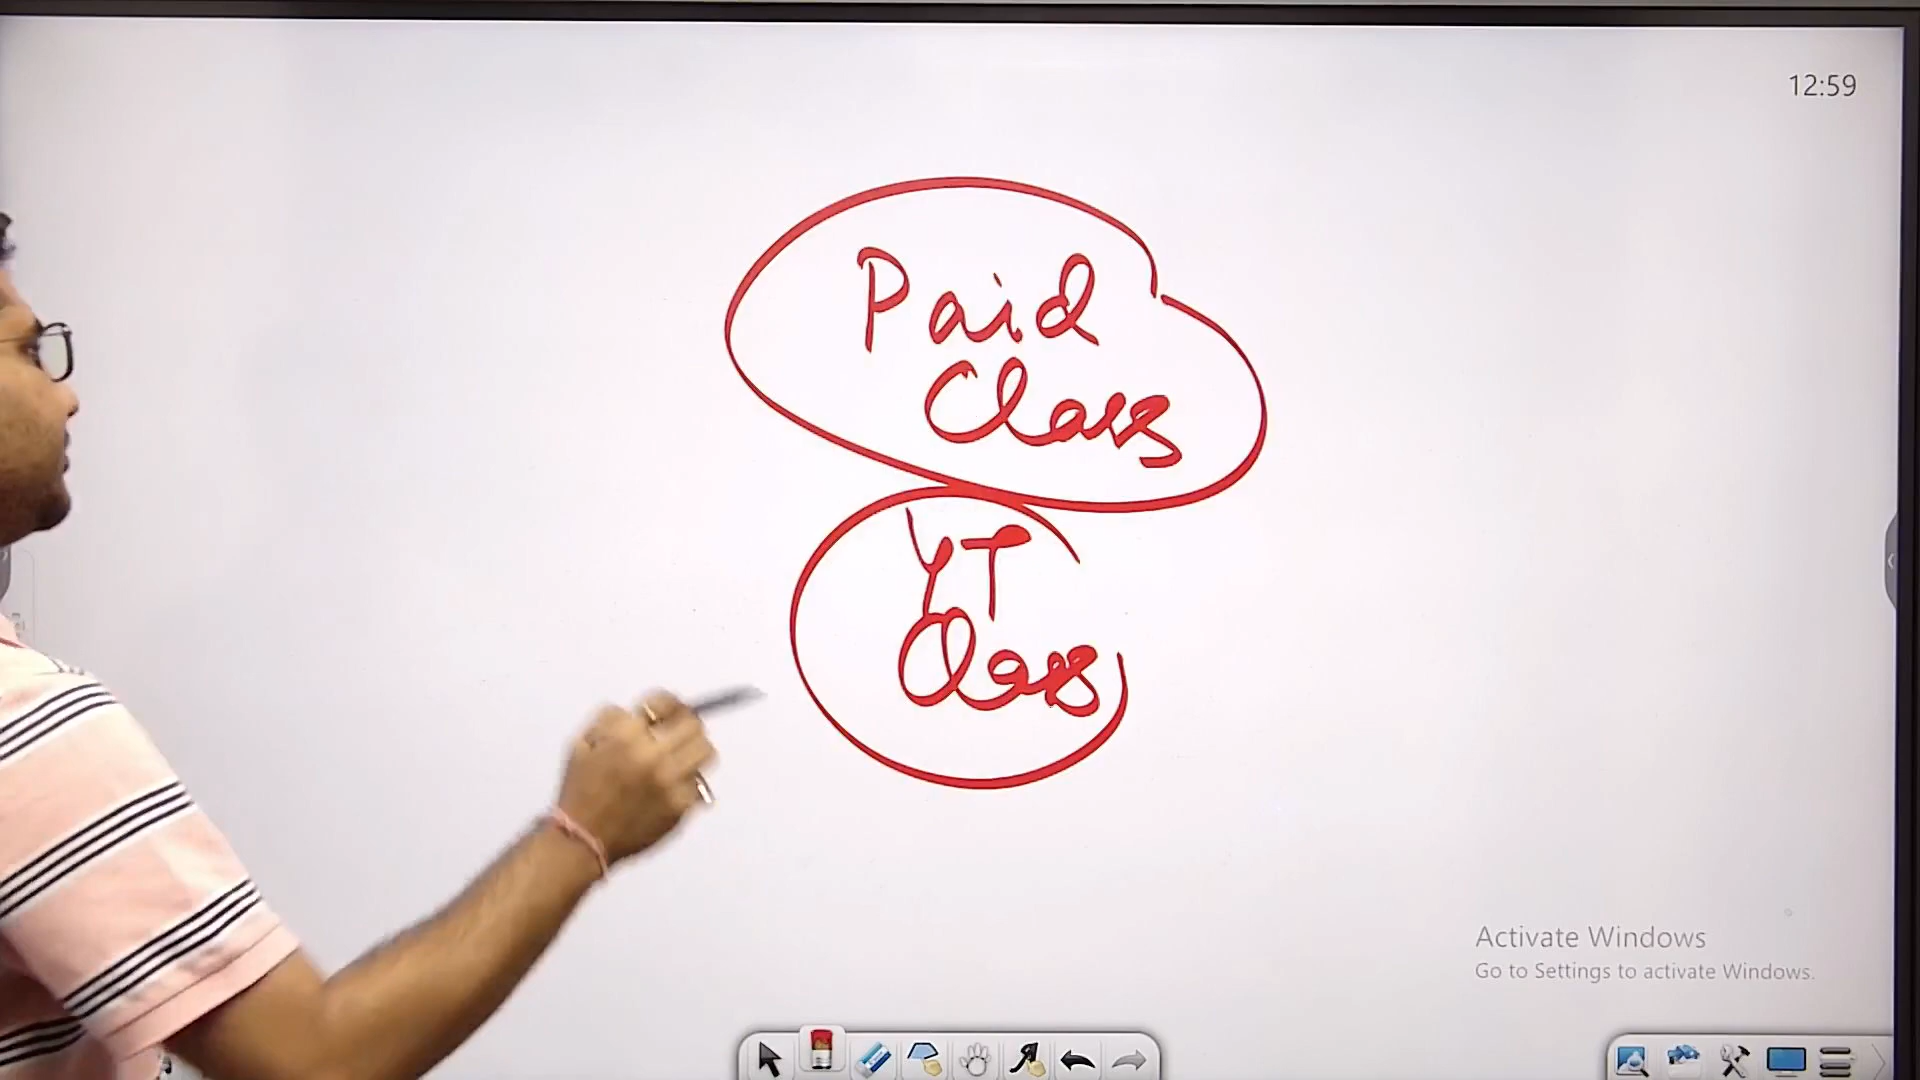 12:59
Paid
Class
YT
Class
Activate Windows
Go to Settings to activate Windows.